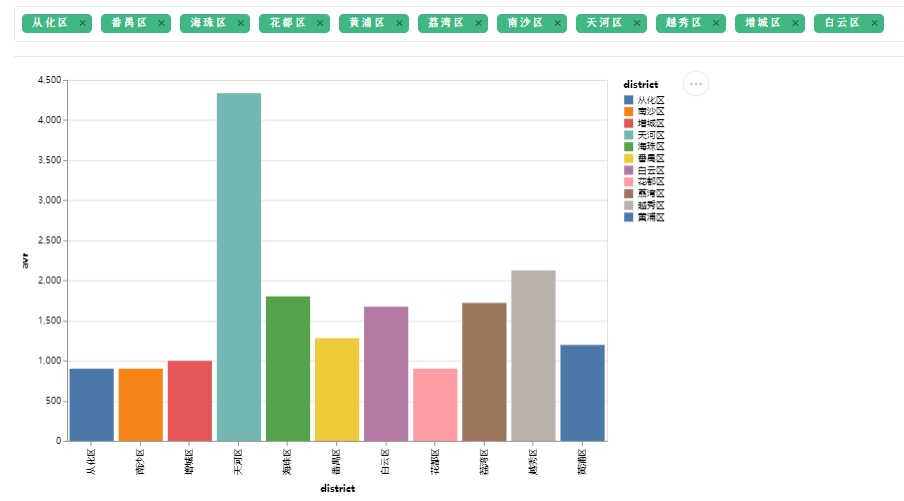 从化区 × 番禺区 × 海珠区 × 花都区 × 黄浦区 × 荔湾区 × 南沙区 × 天河区 × 越秀区 × 增城区 × 白云区 ×
district
从化区
南沙区
增城区
天河区
海珠区
番禺区
白云区
花都区
荔湾区
越秀区
黄浦区
4,500
4,000
3,500
3,000
2,500
2,000
1,500
1,000
500
0
从化区 南沙区 增城区 天河区 海珠区 番禺区 白云区 花都区 荔湾区 越秀区 黄浦区
district